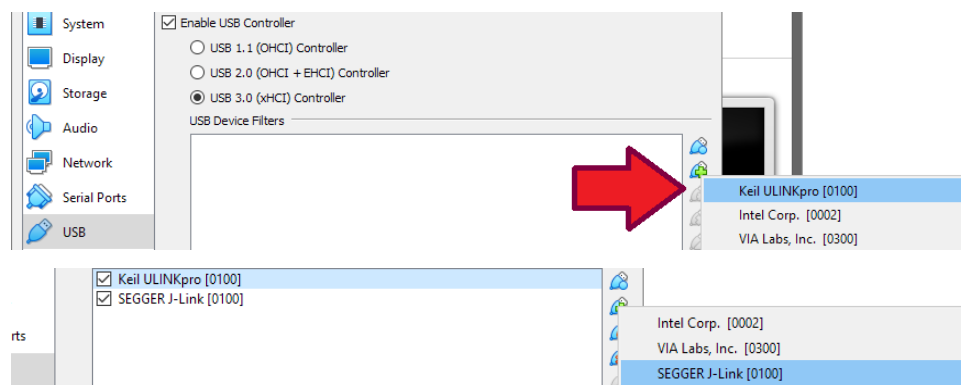 System
Enable USB Controller
USB 1.1 (OHCI) Controller
Display
USB 2.0 (OHCI + EHCI) Controller
Storage
USB 3.0 (xHCI) Controller
Audio
USB Device Filters
Network
Serial Ports
USB
Keil ULINKpro [0100]
Intel Corp. [0002]
VIA Labs, Inc. [0300]
Keil ULINKpro [0100]
SEGGER J-Link [0100]
rts
Intel Corp. [0002]
VIA Labs, Inc. [0300]
SEGGER J-Link [0100]